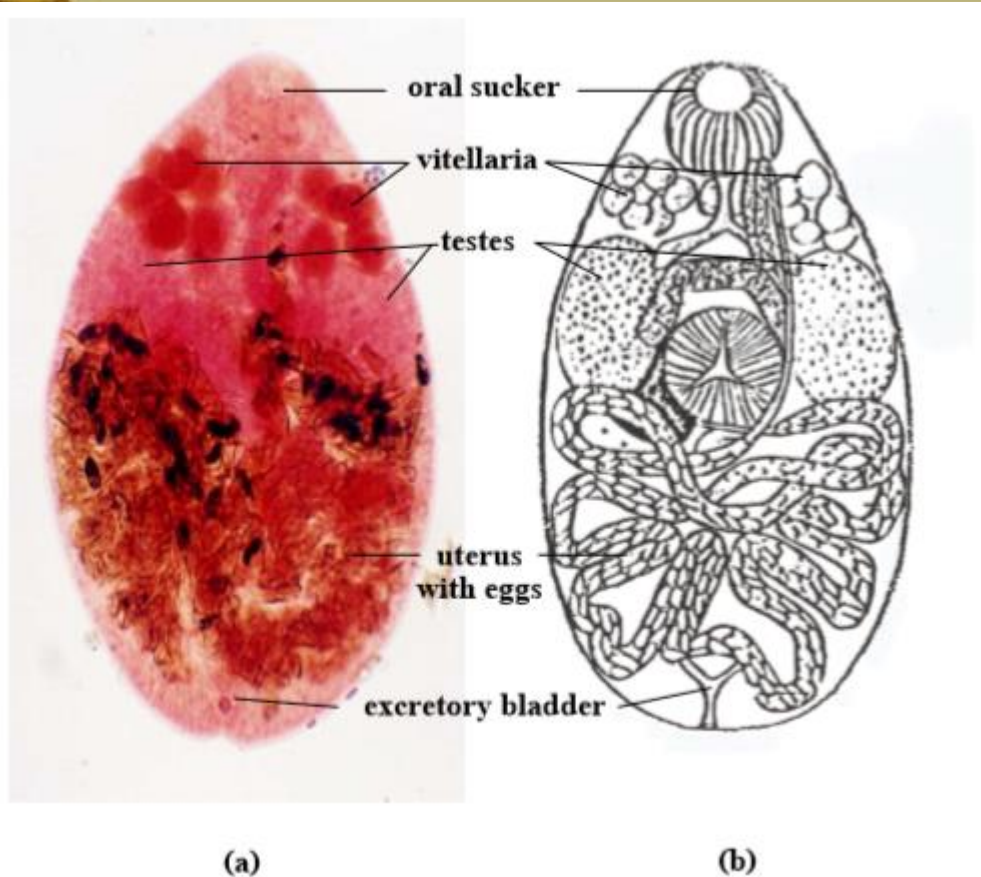 oral sucker
vitellaria
testes
uterus
with eggs
excretory bladder
(a)
(b)